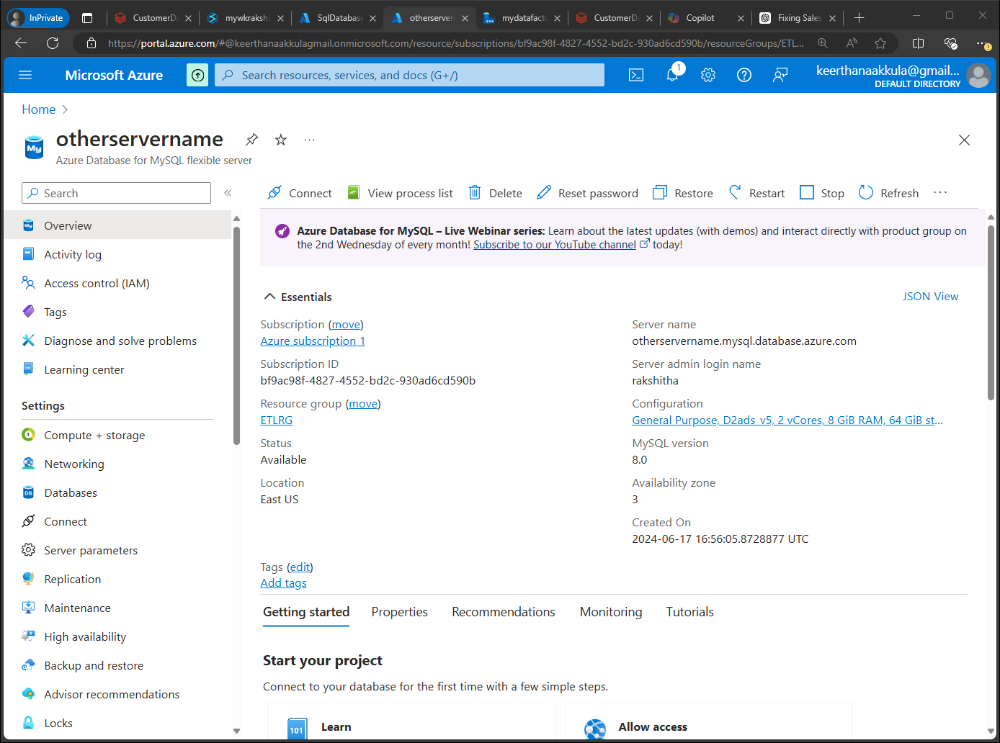 InPrivate
CustomerDa
mywkrakshi
SqlDatabase
otherservern
mydatafacto
CustomerDa
Copilot
Fixing Sales
https://portal.azure.com/#@keerthanaakkulagmail.onmicrosoft.com/resource/subscriptions/bf9ac98f-4827-4552-bd2c-930ad6cd590b/resourceGroups/ETL...
Microsoft Azure
Search resources, services, and docs (G+/)
1
keerthanaakkula@gmail...
DEFAULT DIRECTORY
Home
My
otherservername
Azure Database for MySQL flexible server
Search
Connect
View process list
Delete
Reset password
Restore
Restart
Stop
Refresh
Overview
Activity log
Access control (IAM)
Tags
Diagnose and solve problems
Learning center
Settings
Compute + storage
Networking
Databases
Connect
Server parameters
Replication
Maintenance
High availability
Backup and restore
Advisor recommendations
Locks
Azure Database for MySQL – Live Webinar series: Learn about the latest updates (with demos) and interact directly with product group on
the 2nd Wednesday of every month! Subscribe to our YouTube channel today!
Essentials
JSON View
Subscription (move)
Azure subscription 1
Subscription ID
bf9ac98f-4827-4552-bd2c-930ad6cd590b
Resource group (move)
ETLRG
Status
Available
Location
East US
Server name
otherservername.mysql.database.azure.com
Server admin login name
rakshitha
Configuration
General Purpose, D2ads_v5, 2 vCores, 8 GiB RAM, 64 GiB st...
MySQL version
8.0
Availability zone
3
Created On
2024-06-17 16:56:05.8728877 UTC
Tags (edit)
Add tags
Getting started
Properties
Recommendations
Monitoring
Tutorials
Start your project
Connect to your database for the first time with a few simple steps.
101
Learn
Allow access